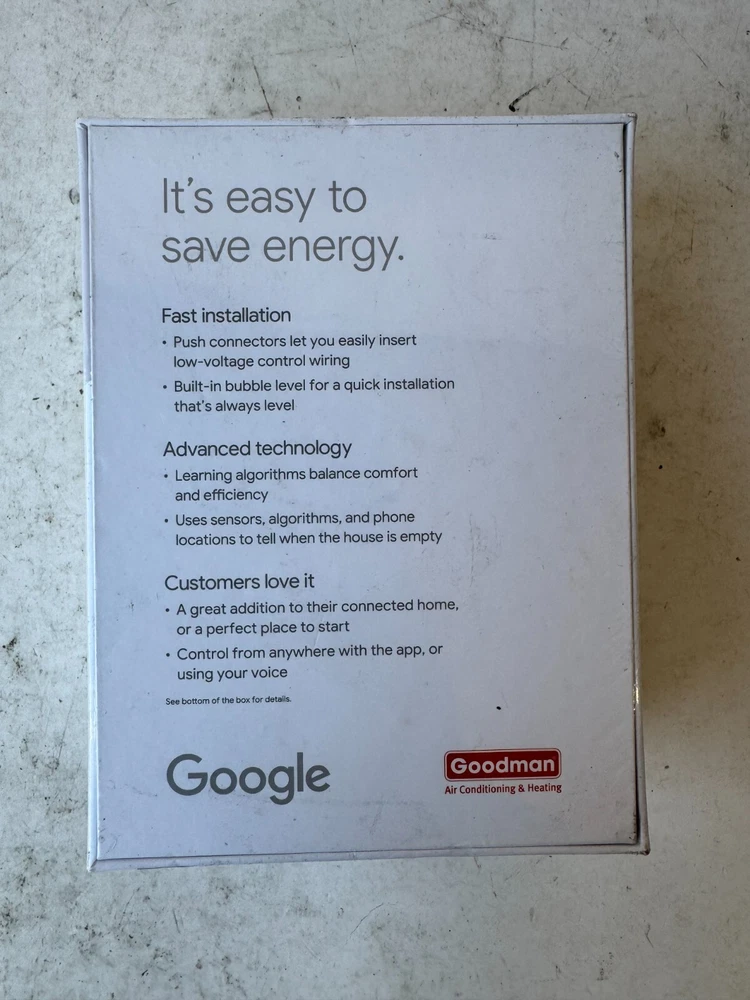 It's easy to
save energy.
Fast installation
• Push connectors let you easily insert
low-voltage control wiring
• Built-in bubble level for a quick installation
that's always level
Advanced technology
• Learning algorithms balance comfort
and efficiency
• Uses sensors, algorithms, and phone
locations to tell when the house is empty
Customers love it
• A great addition to their connected home,
or a perfect place to start
• Control from anywhere with the app, or
using your voice
See bottom of the box for details.
Google
Goodman
Air Conditioning & Heating